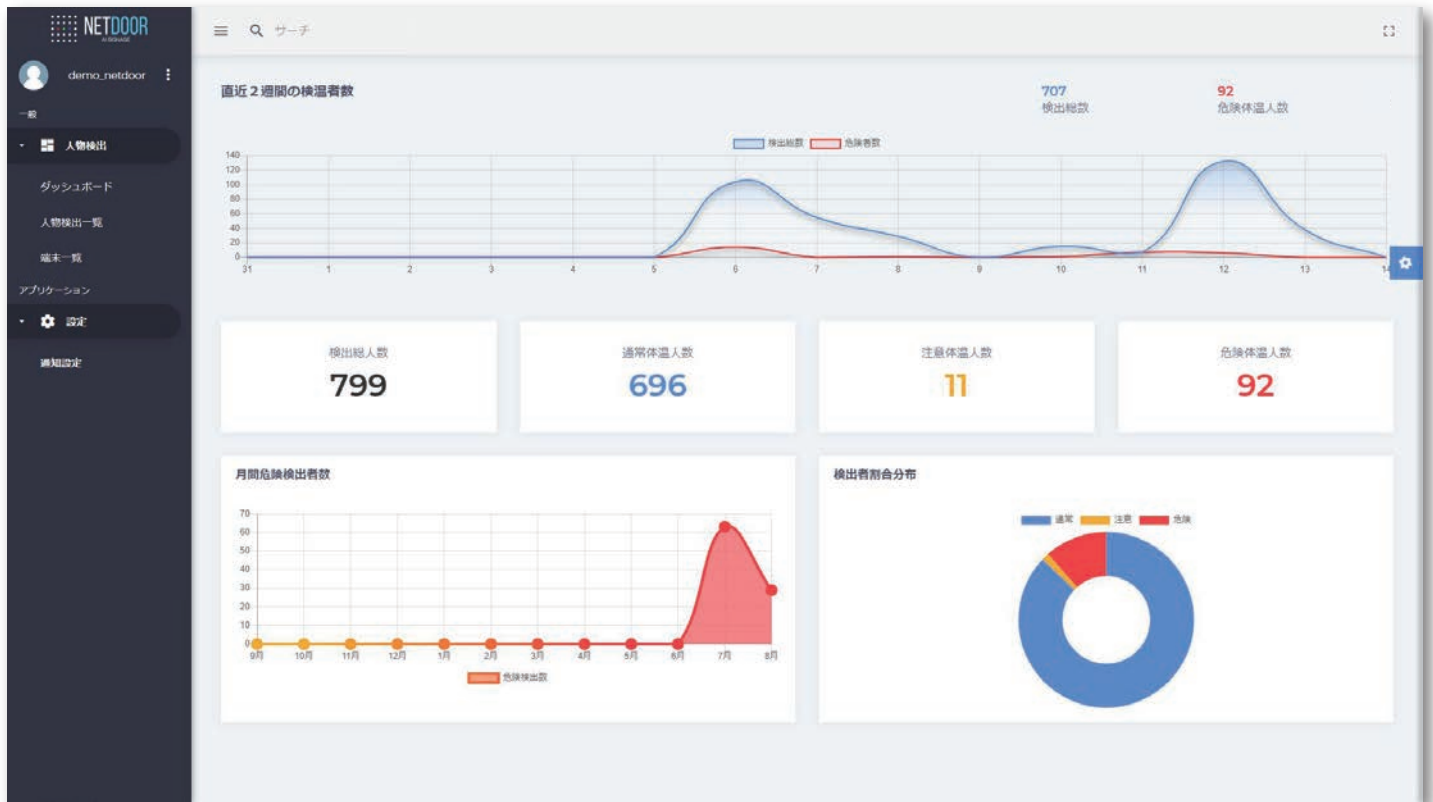 NETDOOR
AI SIGNAGE
サーチ
demo_netdoor
一般
人物検出
ダッシュボード
人物検出一覧
端末一覧
アプリケーション
設定
通知設定
直近2週間の検温者数
707
検出総数
92
危険体温人数
検出総数 危険者数
140
120
100
80
60
40
20
0
31 1 2 3 4 5 6 7 8 9 10 11 12 13 14
検出総人数
799
通常体温人数
696
注意体温人数
11
危険体温人数
92
月間危険検出者数
70
60
50
40
30
20
10
0
9月 10月 11月 12月 1月 2月 3月 4月 5月 6月 7月 8月
危険検出数
検出者割合分布
通常 注意 危険